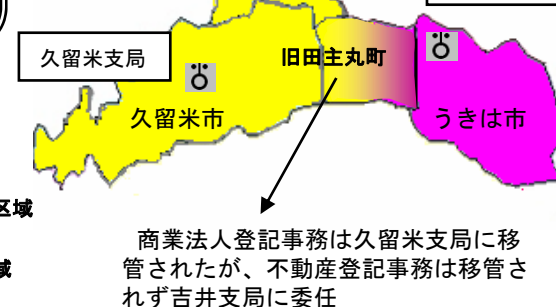 久留米支局
旧田主丸町
久留米市
うきは市
区域
域
商業法人登記事務は久留米支局に移
管されたが、不動産登記事務は移管さ
れず吉井支局に委任